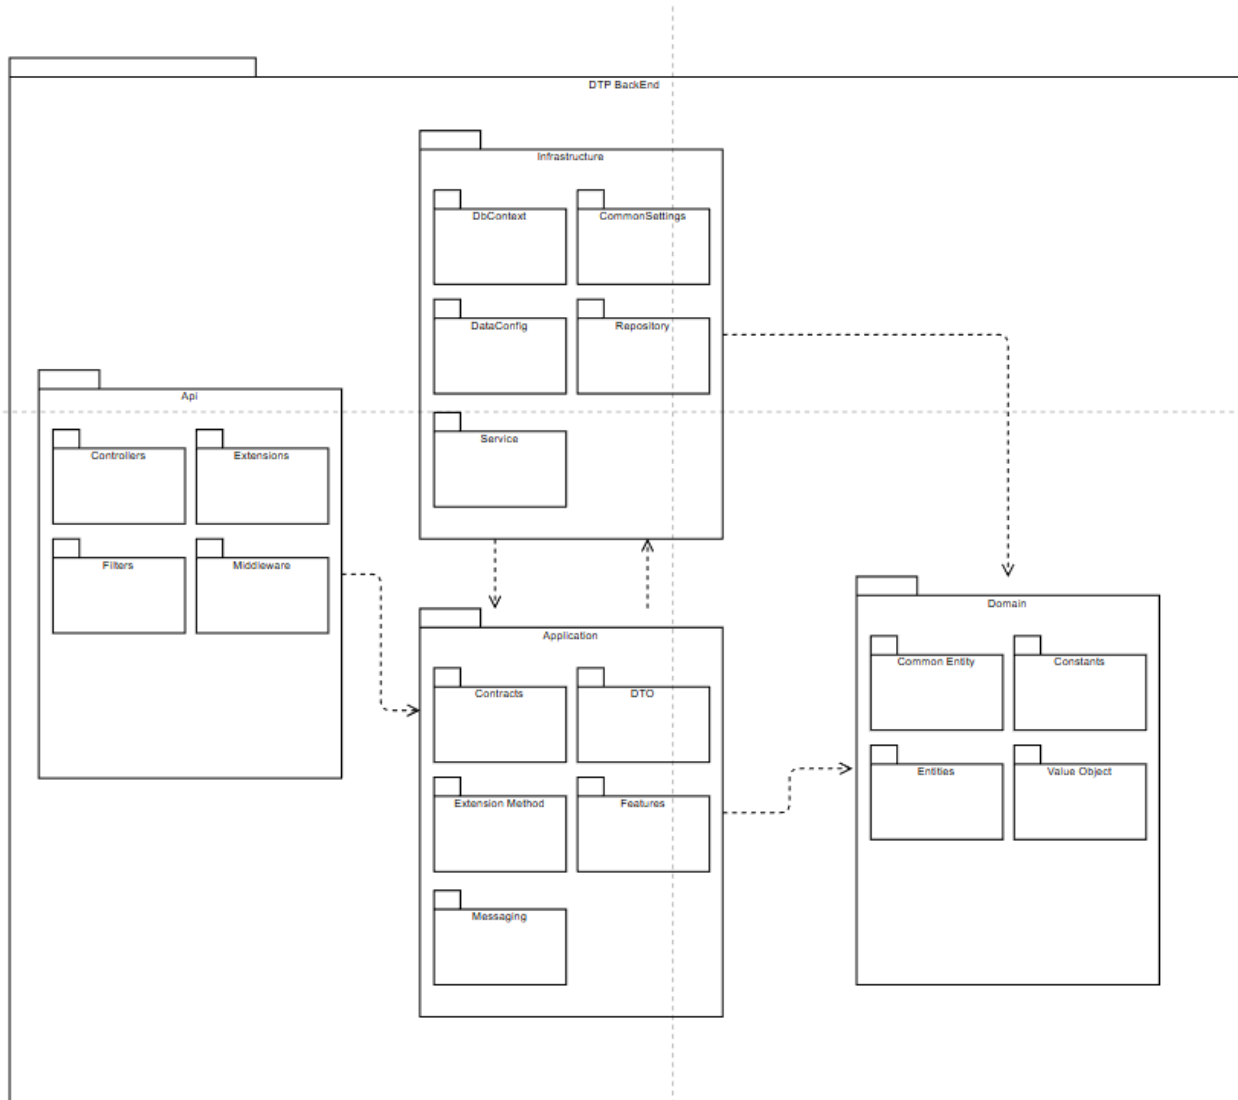 DTP BackEnd
Infrastructure
DbContext
CommonSettings
DataConfig
Repository
Service
Api
Controllers
Extensions
Filters
Middleware
Application
Contracts
DTO
Extension Method
Features
Messaging
Domain
Common Entity
Constants
Entities
Value Object